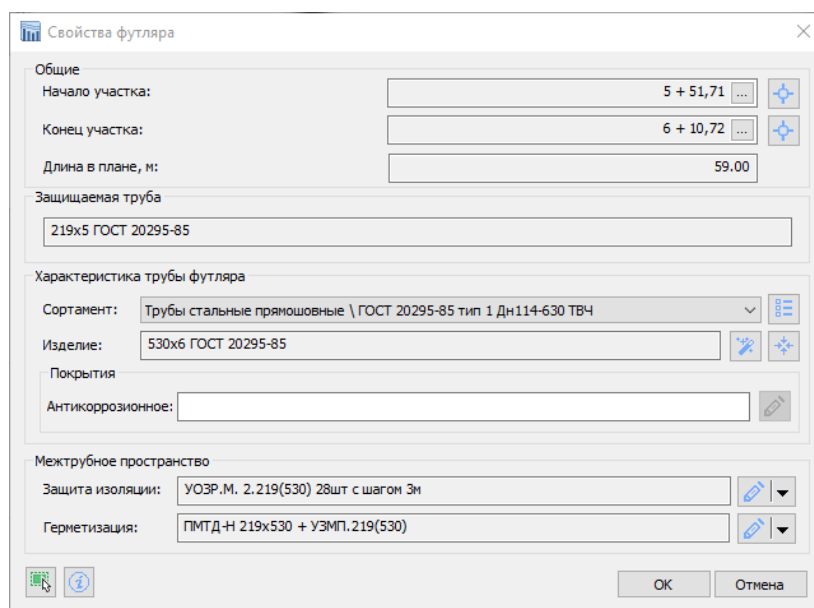 Свойства футляра
Общие
Начало участка: 5 + 51,71 ...
Конец участка: 6 + 10,72 ...
Длина в плане, м: 59.00
Защищаемая труба
219x5 ГОСТ 20295-85
Характеристика трубы футляра
Сортамент: Трубы стальные прямошовные \ ГОСТ 20295-85 тип 1 Дн114-630 ТВЧ
Изделие: 530x6 ГОСТ 20295-85
Покрытия
Антикоррозионное:
Межтрубное пространство
Защита изоляции: УОЗР.М. 2.219(530) 28шт с шагом 3м
Герметизация: ПМТД-Н 219x530 + УЗМП.219(530)
OK Отмена